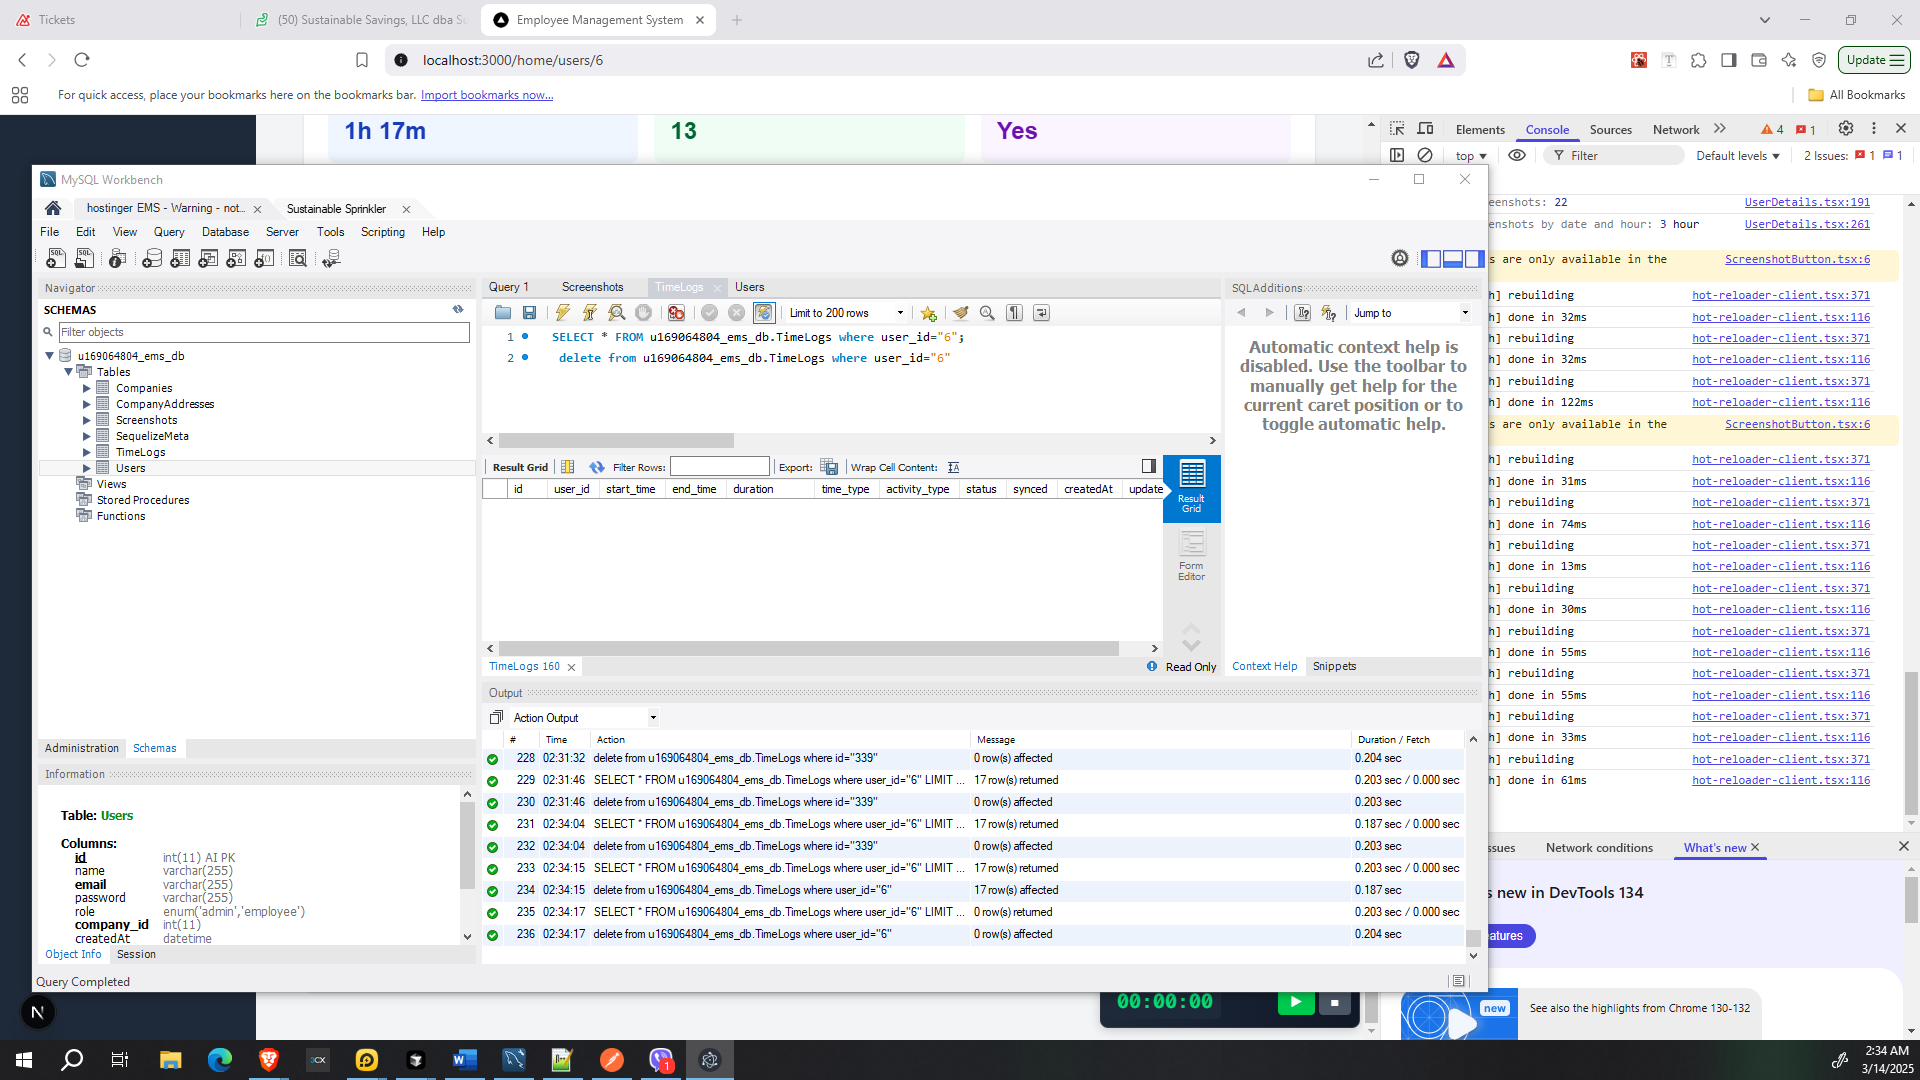 Tickets
(50) Sustainable Savings, LLC dba S
Employee Management System
localhost:3000/home/users/6
Update
For quick access, place your bookmarks here on the bookmarks bar. Import bookmarks now...
All Bookmarks
1h 17m
13
Yes
Elements
Console
Sources
Network
4
1
top
Filter
Default levels
2 Issues:
1
1
MySQL Workbench
hostinger EMS - Warning - not...
Sustainable Sprinkler
File
Edit
View
Query
Database
Server
Tools
Scripting
Help
Navigator
SCHEMAS
Filter objects
u169064804_ems_db
Tables
Companies
CompanyAddresses
Screenshots
SequelizeMeta
TimeLogs
Users
Views
Stored Procedures
Functions
Administration
Schemas
Information
Table: Users
Columns:
id int(11) AI PK
name varchar(255)
email varchar(255)
password varchar(255)
role enum('admin','employee')
company_id int(11)
createdAt datetime
Object Info
Session
Query Completed
Query 1
Screenshots
TimeLogs
Users
Limit to 200 rows
1 SELECT * FROM u169064804_ems_db.TimeLogs where user_id="6";
2 delete from u169064804_ems_db.TimeLogs where user_id="6"
Result Grid
Filter Rows:
Export:
Wrap Cell Content:
id user_id start_time end_time duration time_type activity_type status synced createdAt update
Result Grid
Form Editor
TimeLogs 160
Read Only
SQLAdditions
Jump to
Automatic context help is
disabled. Use the toolbar to
manually get help for the
current caret position or to
toggle automatic help.
Context Help
Snippets
Output
Action Output
# Time Action Message Duration / Fetch
228 02:31:32 delete from u169064804_ems_db.TimeLogs where id="339" 0 row(s) affected 0.204 sec
229 02:31:46 SELECT * FROM u169064804_ems_db.TimeLogs where user_id="6" LIMIT ... 17 row(s) returned 0.203 sec / 0.000 sec
230 02:31:46 delete from u169064804_ems_db.TimeLogs where id="339" 0 row(s) affected 0.203 sec
231 02:34:04 SELECT * FROM u169064804_ems_db.TimeLogs where user_id="6" LIMIT ... 17 row(s) returned 0.187 sec / 0.000 sec
232 02:34:04 delete from u169064804_ems_db.TimeLogs where id="339" 0 row(s) affected 0.203 sec
233 02:34:15 SELECT * FROM u169064804_ems_db.TimeLogs where user_id="6" LIMIT ... 17 row(s) returned 0.203 sec / 0.000 sec
234 02:34:15 delete from u169064804_ems_db.TimeLogs where user_id="6" 17 row(s) affected 0.187 sec
235 02:34:17 SELECT * FROM u169064804_ems_db.TimeLogs where user_id="6" LIMIT ... 0 row(s) returned 0.203 sec / 0.000 sec
236 02:34:17 delete from u169064804_ems_db.TimeLogs where user_id="6" 0 row(s) affected 0.204 sec
eenshots: 22 UserDetails.tsx:191
enshots by date and hour: 3 hour UserDetails.tsx:261
s are only available in the ScreenshotButton.tsx:6
h] rebuilding hot-reloader-client.tsx:371
h] done in 32ms hot-reloader-client.tsx:116
h] rebuilding hot-reloader-client.tsx:371
h] done in 32ms hot-reloader-client.tsx:116
h] rebuilding hot-reloader-client.tsx:371
h] done in 122ms hot-reloader-client.tsx:116
s are only available in the ScreenshotButton.tsx:6
h] rebuilding hot-reloader-client.tsx:371
h] done in 31ms hot-reloader-client.tsx:116
h] rebuilding hot-reloader-client.tsx:371
h] done in 74ms hot-reloader-client.tsx:116
h] rebuilding hot-reloader-client.tsx:371
h] done in 13ms hot-reloader-client.tsx:116
h] rebuilding hot-reloader-client.tsx:371
h] done in 30ms hot-reloader-client.tsx:116
h] rebuilding hot-reloader-client.tsx:371
h] done in 55ms hot-reloader-client.tsx:116
h] rebuilding hot-reloader-client.tsx:371
h] done in 55ms hot-reloader-client.tsx:116
h] rebuilding hot-reloader-client.tsx:371
h] done in 33ms hot-reloader-client.tsx:116
h] rebuilding hot-reloader-client.tsx:371
h] done in 61ms hot-reloader-client.tsx:116
ssues
Network conditions
What's new
s new in DevTools 134
eatures
new
See also the highlights from Chrome 130-132
00:00:00
N
3CX
1
2:34 AM
3/14/2025